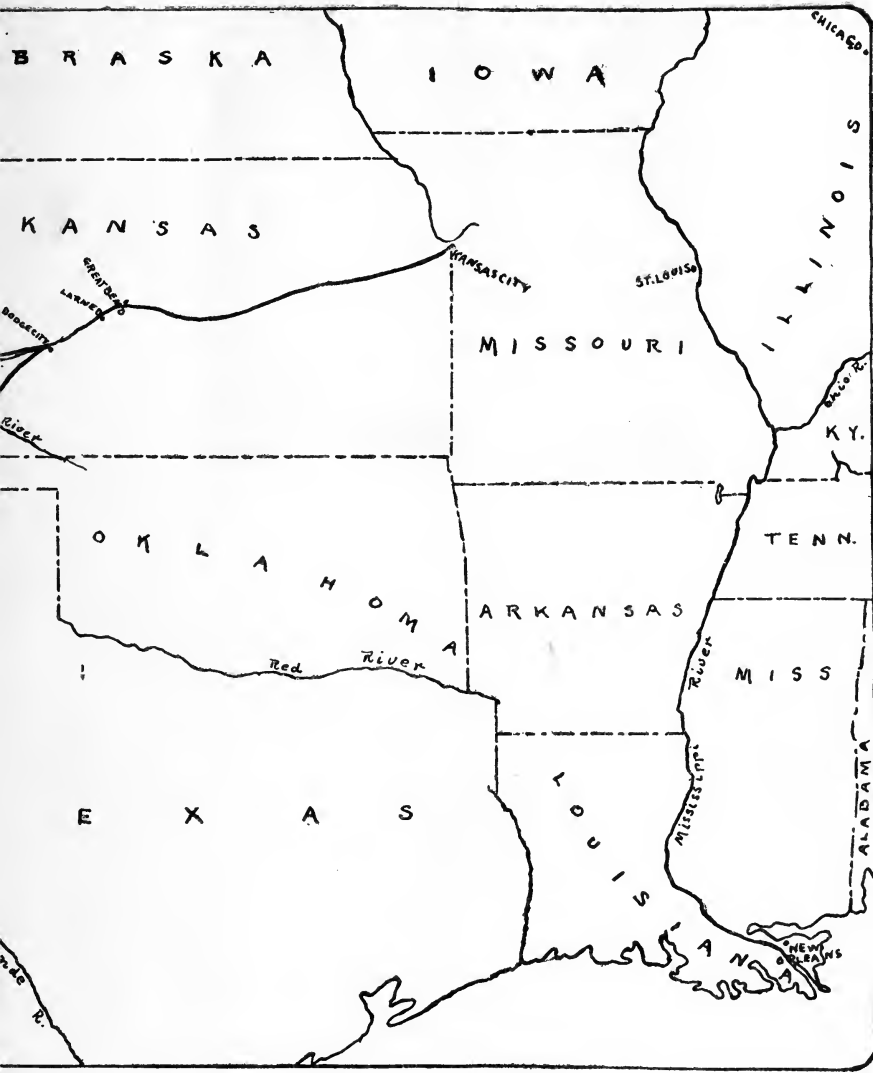 CHICAGO
BRASKA
IOWA
ILLINOIS
KANSAS
GREAT BEND
LARNED
DODGE CITY
KANSAS CITY
ST. LOUIS
MISSOURI
Ohio R.
KY.
River
OKLAHOMA
TENN.
ARKANSAS
Red River
MISS
Mississippi River
EXAS
LOUISIANA
ALABAMA
NEW
ORLEANS
nde
R.